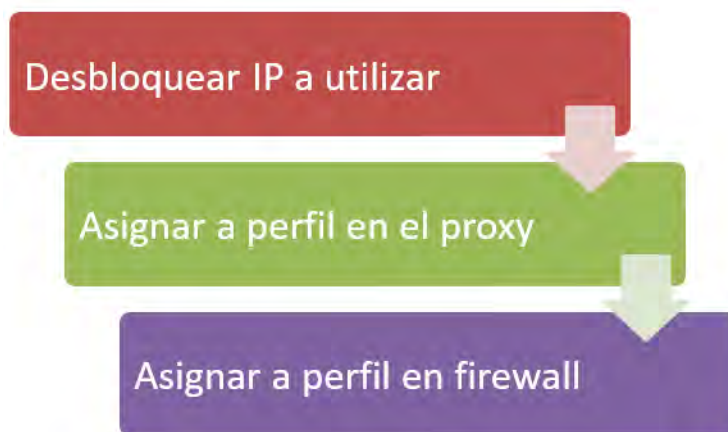 Desbloquear IP a utilizar
Asignar a perfil en el proxy
Asignar a perfil en firewall